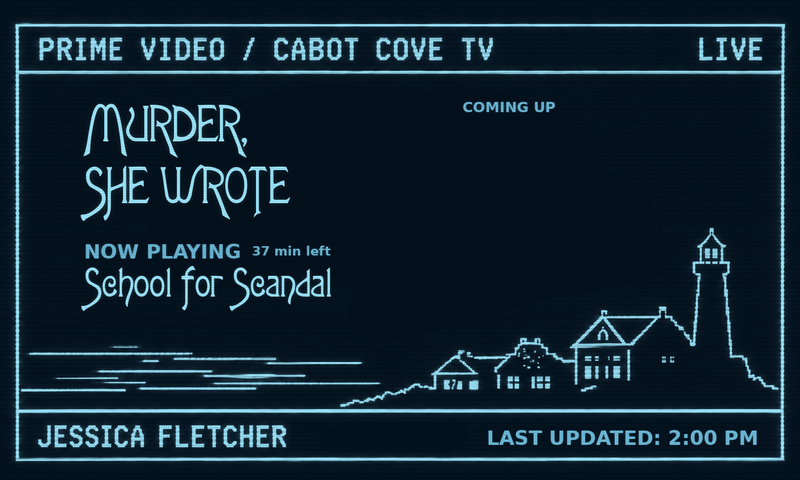 PRIME VIDEO / CABOT COVE TV
LIVE
MURDER,
SHE WROTE
COMING UP
NOW PLAYING 37 min left
School for Scandal
JESSICA FLETCHER
LAST UPDATED: 2:00 PM